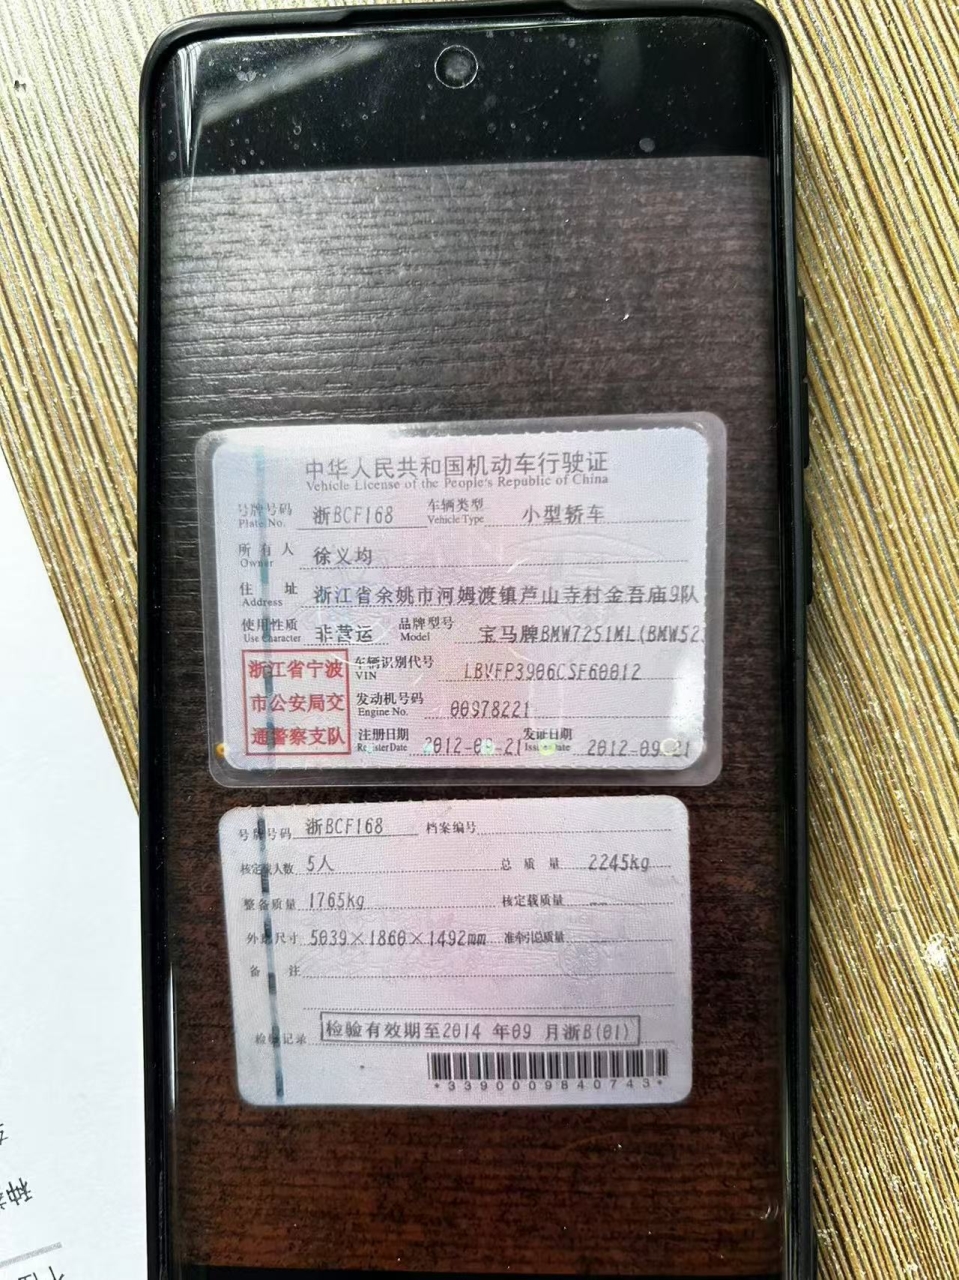 中华人民共和国机动车行驶证
Vehicle License of the People's Republic of China
号牌号码 浙BCF168 车辆类型 小型轿车
Plate No. Vehicle Type
所有人 徐义均
Owner
住址 浙江省余姚市河姆渡镇芦山寺村金吾庙9队
Address
使用性质 非营运 品牌型号 宝马牌BMW7251ML(BMW52
Use Character Model
浙江省宁波
市公安局交
通警察支队
车辆识别代号 LBVFP3906CSF60012
VIN
发动机号码 00978221
Engine No.
注册日期 2012-09-21 发证日期 2012-09-21
Register Date Issue Date
号牌号码 浙BCF168 档案编号
核定载人数 5人 总质量 2245kg
整备质量 1765kg 核定载质量 --
外廓尺寸 5039×1860×1492mm 准牵引总质量
备注
检验记录 检验有效期至2014 年09 月浙B(01)
*3390009840743*